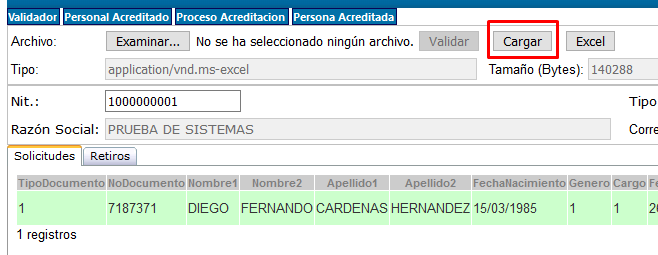 Validador Personal Acreditado Proceso Acreditacion Persona Acreditada
Archivo: Examinar... No se ha seleccionado ningún archivo. Validar Cargar Excel
Tipo: application/vnd.ms-excel Tamaño (Bytes): 140288
Nit.: 1000000001 Tipo
Razón Social: PRUEBA DE SISTEMAS Corre
Solicitudes Retiros
TipoDocumento NoDocumento Nombre1 Nombre2 Apellido1 Apellido2 FechaNacimiento Genero Cargo Fe
1 7187371 DIEGO FERNANDO CARDENAS HERNANDEZ 15/03/1985 1 1 20
1 registros